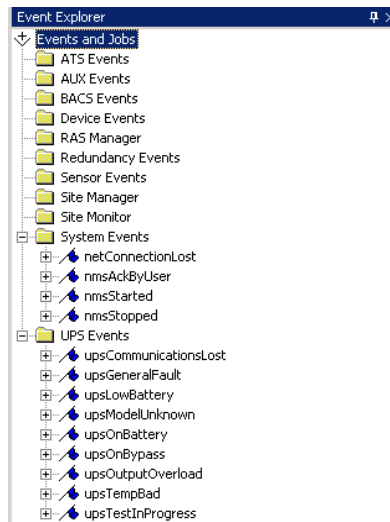 Event Explorer
Events and Jobs
ATS Events
AUX Events
BACS Events
Device Events
RAS Manager
Redundancy Events
Sensor Events
Site Manager
Site Monitor
System Events
netConnectionLost
nmsAckByUser
nmsStarted
nmsStopped
UPS Events
upsCommunicationsLost
upsGeneralFault
upsLowBattery
upsModelUnknown
upsOnBattery
upsOnBypass
upsOutputOverload
upsTempBad
upsTestInProgress